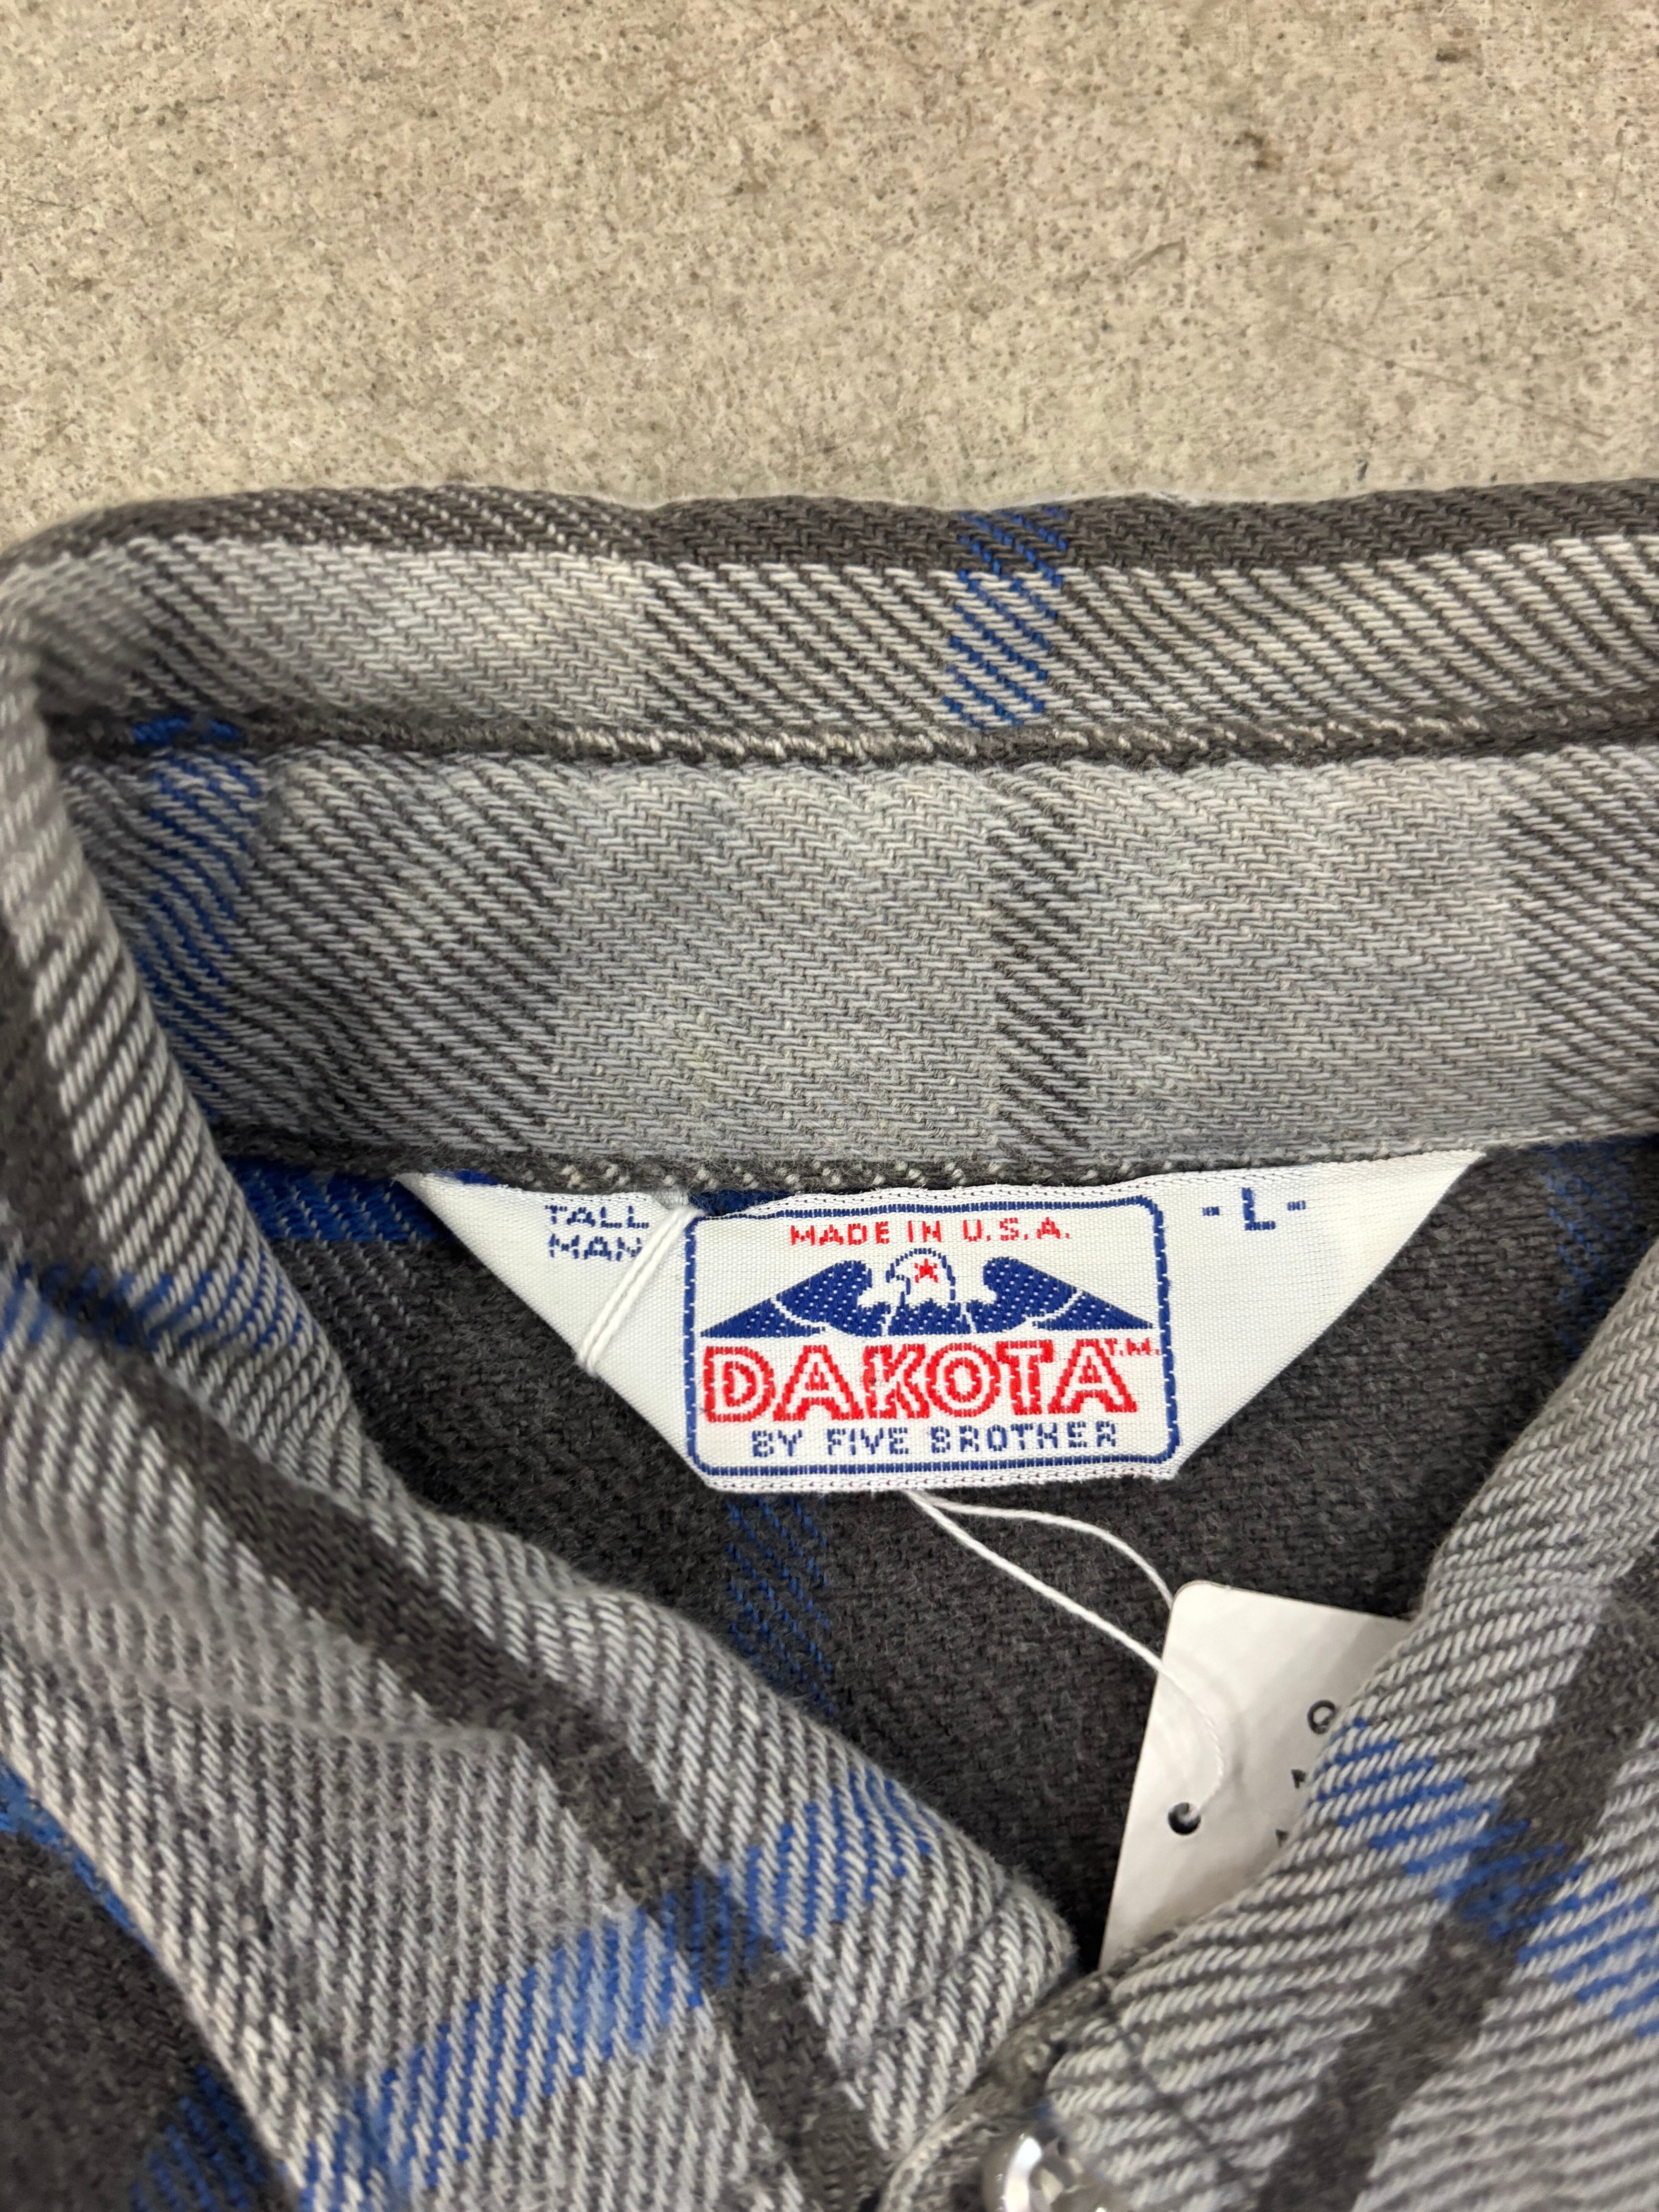 TALL
MAN
MADE IN U.S.A.
- L -
DAKOTA T.M.
BY FIVE BROTHER